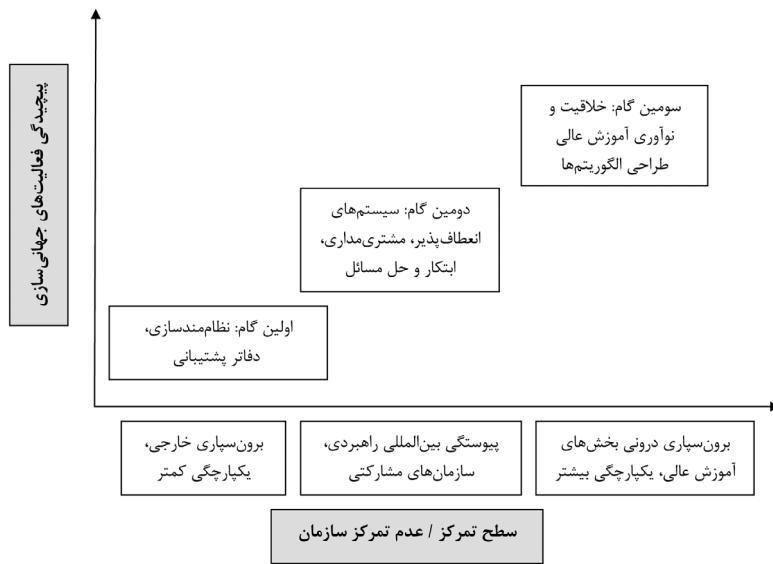 پیچیدگی فعالیت‌های جهانی‌سازی
سومین گام: خلاقیت و
نوآوری آموزش عالی
طراحی الگوریتم‌ها
دومین گام: سیستم‌های
انعطاف‌پذیر، مشتری‌مداری،
ابتکار و حل مسائل
اولین گام: نظام‌مندسازی،
دفاتر پشتیبانی
برون‌سپاری درونی بخش‌های
آموزش عالی، یکپارچگی بیشتر
پیوستگی بین‌المللی راهبردی،
سازمان‌های مشارکتی
برون‌سپاری خارجی،
یکپارچگی کمتر
سطح تمرکز / عدم تمرکز سازمان